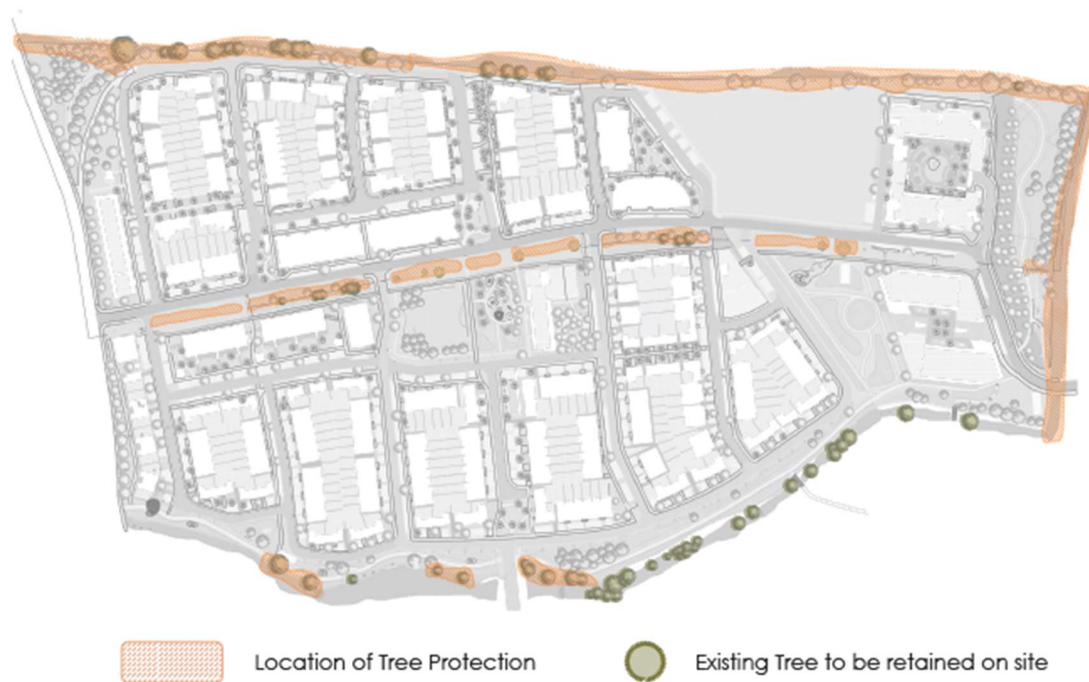 Location of Tree Protection
Existing Tree to be retained on site